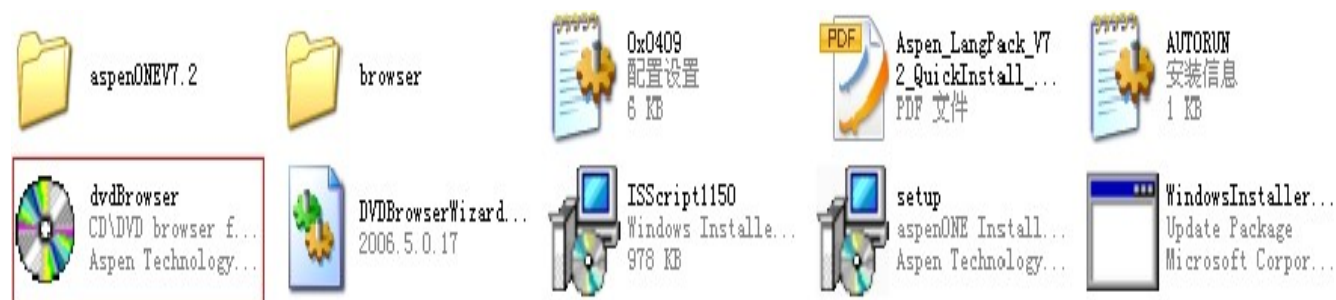 aspenONEV7.2
browser
0x0409
配置设置
6 KB
PDF
Aspen_LangPack_V7
2_QuickInstall_...
PDF 文件
AUTORUN
安装信息
1 KB
dvdBrowser
CD\DVD browser f...
Aspen Technology...
DVDBrowserWizard...
2006.5.0.17
ISScript1150
Windows Installe...
978 KB
setup
aspenONE Install...
Aspen Technology...
WindowsInstaller...
Update Package
Microsoft Corpor...